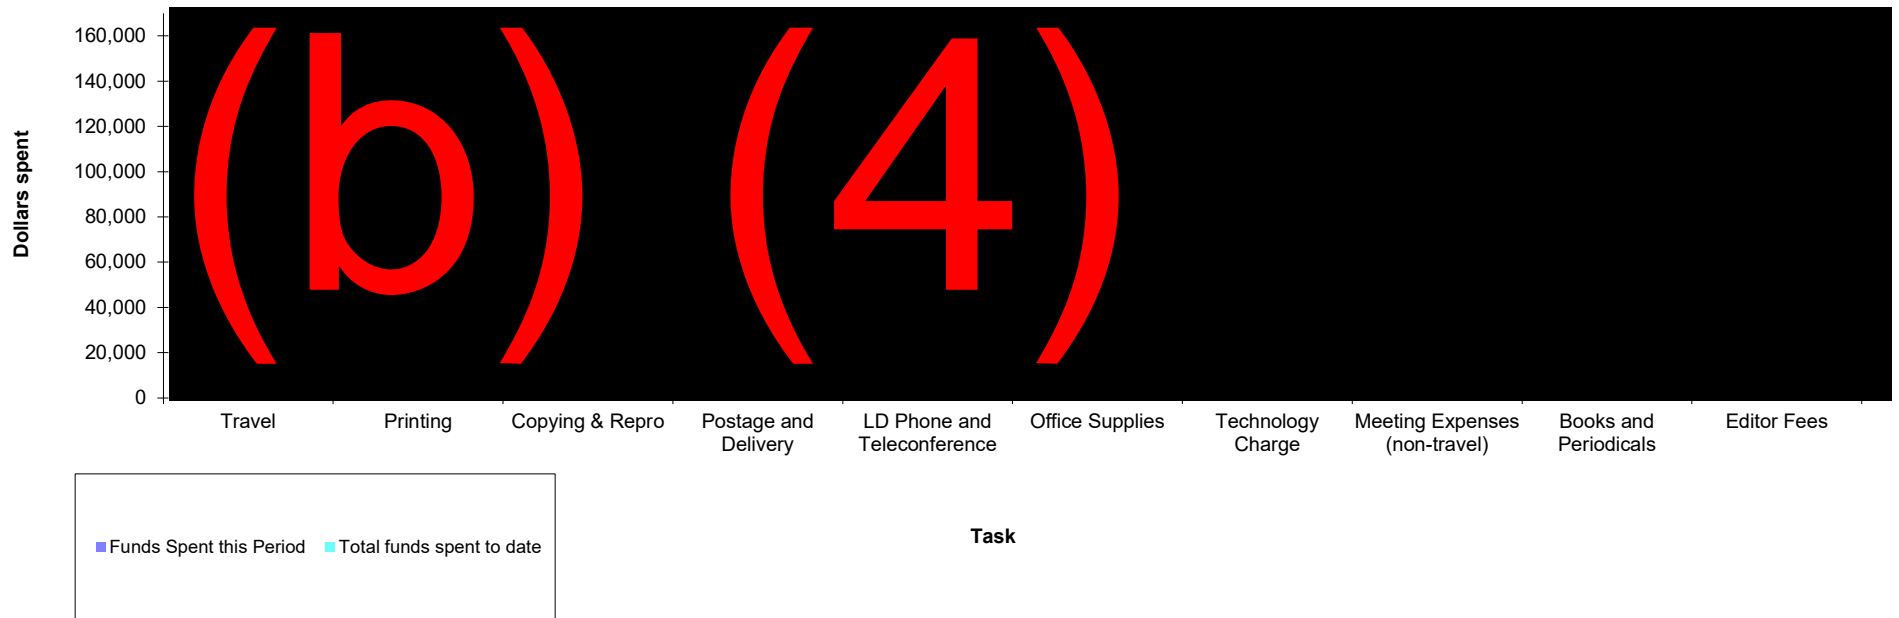 160,000
140,000
120,000
100,000
80,000
60,000
40,000
20,000
0
Dollars spent
(b) (4)
Travel
Printing
Copying & Repro
Postage and
Delivery
LD Phone and
Teleconference
Office Supplies
Technology
Charge
Meeting Expenses
(non-travel)
Books and
Periodicals
Editor Fees
Task
Funds Spent this Period
Total funds spent to date